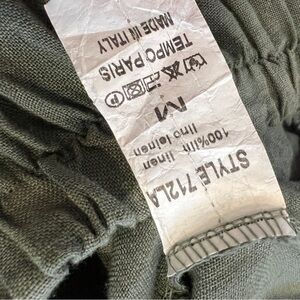 MADE IN ITALY
TEMPO PARIS
M
100%lin linen
lino leinen
STYLE 712LA